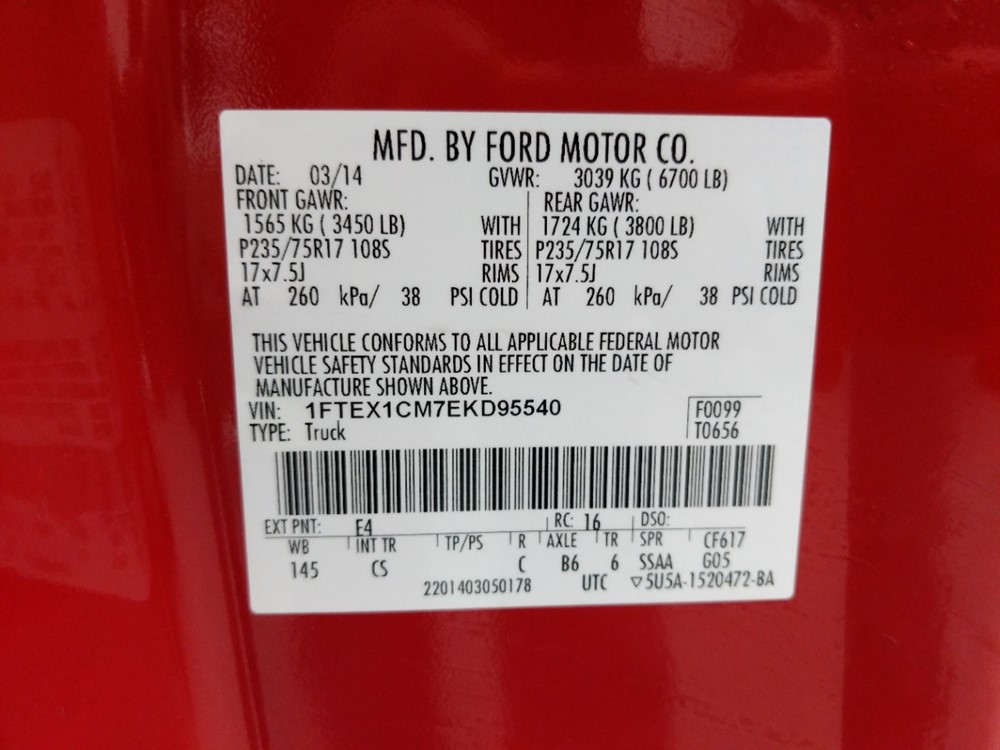 MFD. BY FORD MOTOR CO.
DATE: 03/14 GVWR: 3039 KG ( 6700 LB)
FRONT GAWR: REAR GAWR:
1565 KG ( 3450 LB) WITH 1724 KG ( 3800 LB) WITH
P235/75R17 108S TIRES P235/75R17 108S TIRES
17x7.5J RIMS 17x7.5J RIMS
AT 260 kPa/ 38 PSI COLD AT 260 kPa/ 38 PSI COLD
THIS VEHICLE CONFORMS TO ALL APPLICABLE FEDERAL MOTOR
VEHICLE SAFETY STANDARDS IN EFFECT ON THE DATE OF
MANUFACTURE SHOWN ABOVE.
VIN: 1FTEX1CM7EKD95540 F0099
TYPE: Truck T0656
EXT PNT: E4 RC: 16 DSO:
WB INT TR TP/PS R AXLE TR SPR CF617
145 CS C B6 6 SSAA G05
2201403050178 UTC ▽5U5A-1520472-BA